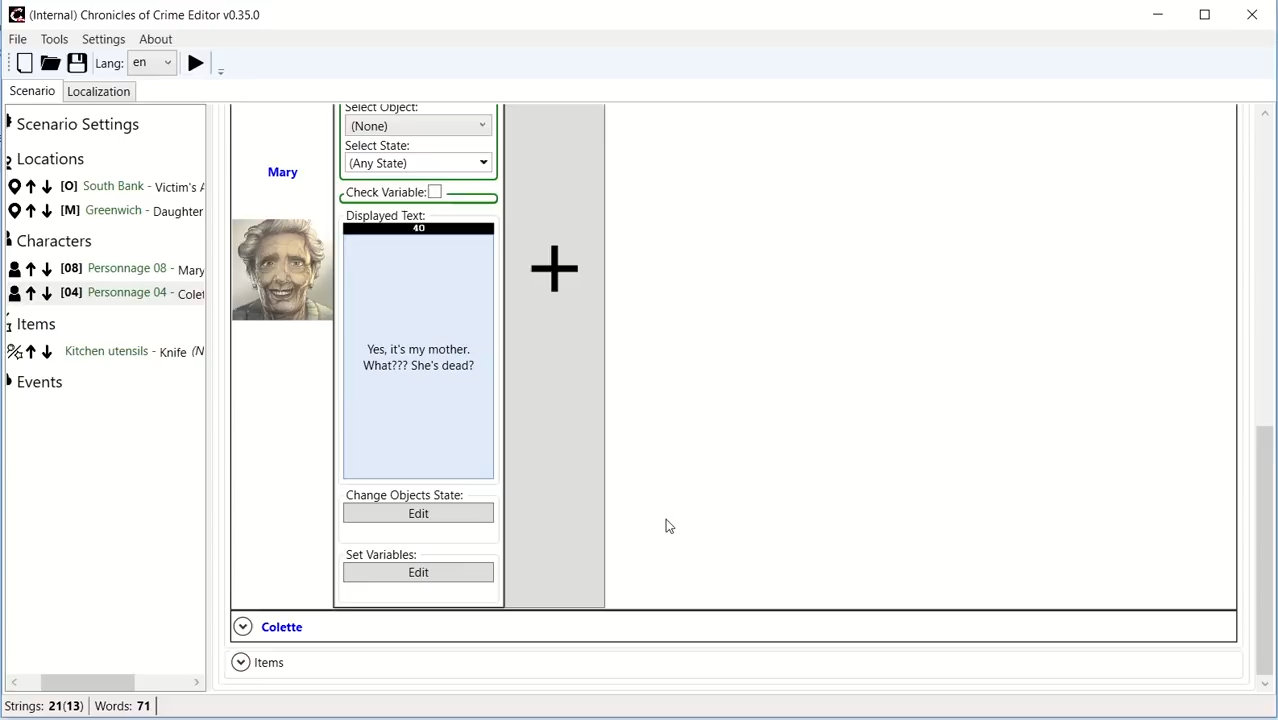 (Internal) Chronicles of Crime Editor v0.35.0
File Tools Settings About
Lang: en
Scenario Localization
Scenario Settings
Locations
[O] South Bank - Victim's A
[M] Greenwich - Daughter
Characters
[08] Personnage 08 - Mary
[04] Personnage 04 - Colet
Items
Kitchen utensils - Knife (N
Events
Mary
Select Object:
(None)
Select State:
(Any State)
Check Variable:
Displayed Text:
40
Yes, it's my mother.
What??? She's dead?
Change Objects State:
Edit
Set Variables:
Edit
Colette
Items
Strings: 21(13) Words: 71